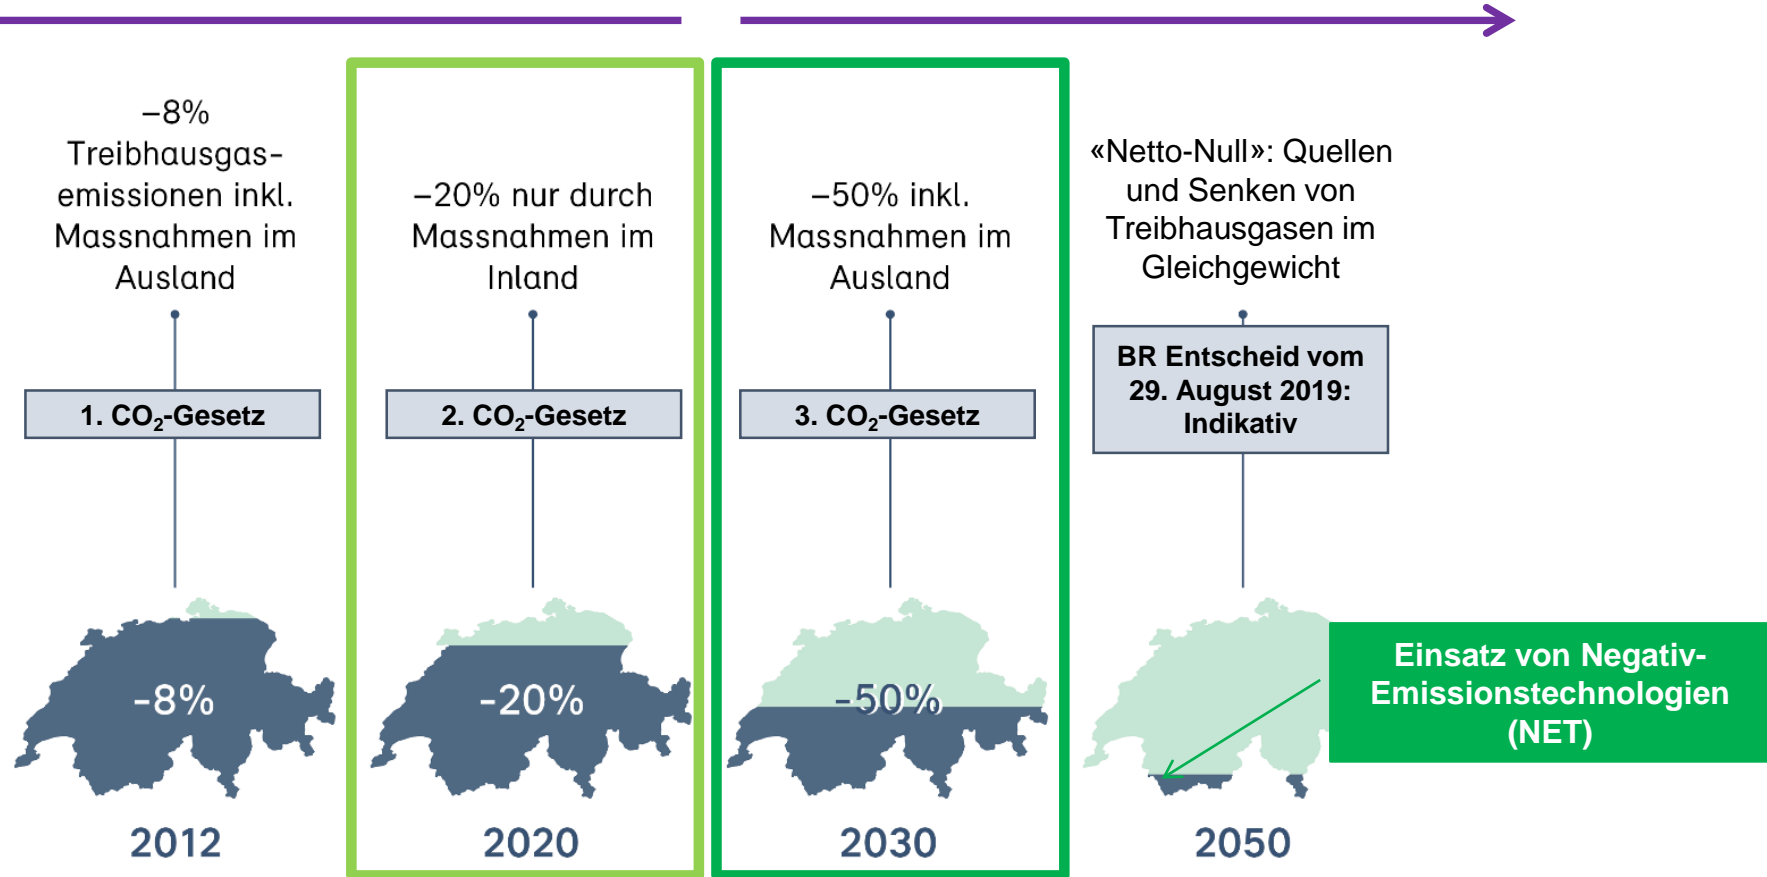 –8%
Treibhausgas-
emissionen inkl.
Massnahmen im
Ausland
1. CO₂-Gesetz
-8%
2012
–20% nur durch
Massnahmen im
Inland
2. CO₂-Gesetz
-20%
2020
–50% inkl.
Massnahmen im
Ausland
3. CO₂-Gesetz
-50%
2030
«Netto-Null»: Quellen
und Senken von
Treibhausgasen im
Gleichgewicht
BR Entscheid vom
29. August 2019:
Indikativ
2050
Einsatz von Negativ-
Emissionstechnologien
(NET)